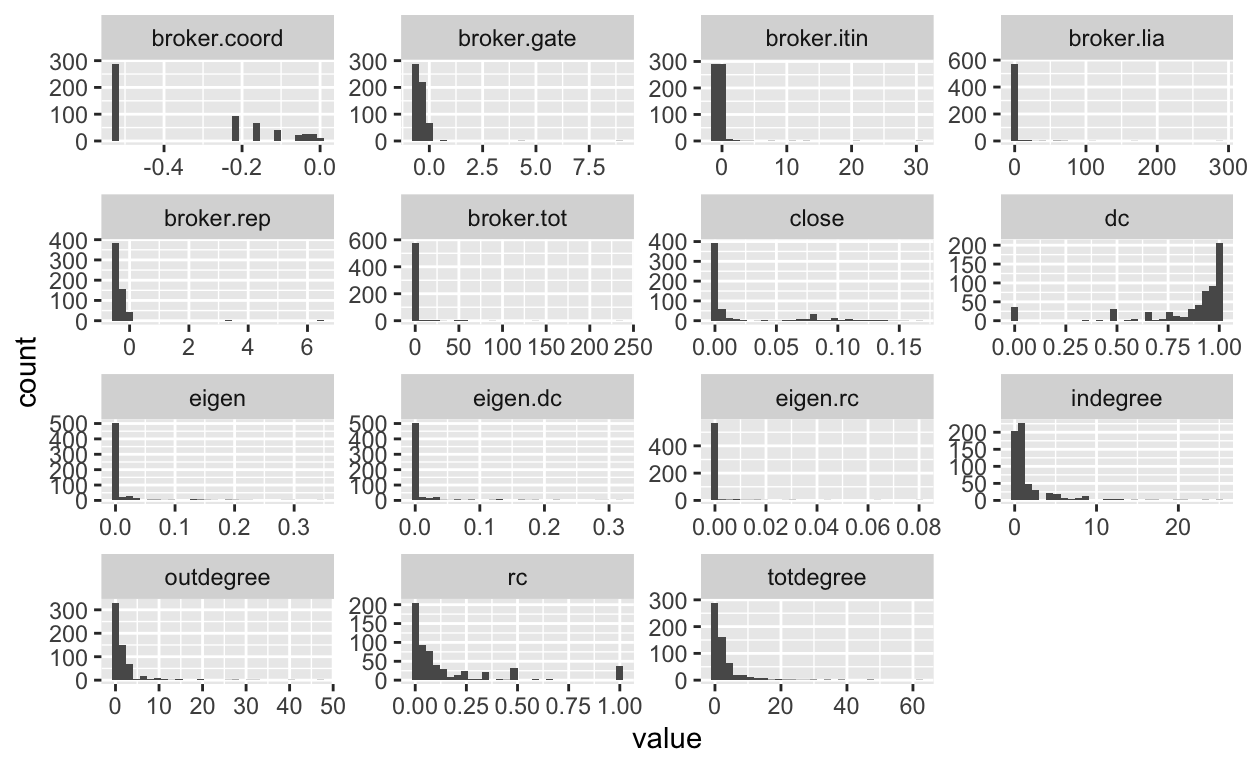 broker.coord broker.gate broker.itin broker.lia
300 300 300 600
200 200 200 400
100 100 100 200
0 0 0 0
-0.4 -0.2 0.0 0.0 2.5 5.0 7.5 0 10 20 30 0 100 200 300
broker.rep broker.tot close dc
400 600 400 200
300 400 300 150
200 200 200 100
100 100 50
0 0 0 0
0 2 4 6 0 50 100 150 200 250 0.00 0.05 0.10 0.15 0.00 0.25 0.50 0.75 1.00
count
eigen eigen.dc eigen.rc indegree
500 500 400 200
400 400 200 150
300 300 100
200 200 50
100 100
0 0 0 0
0.0 0.1 0.2 0.3 0.0 0.1 0.2 0.3 0.00 0.02 0.04 0.06 0.08 0 10 20
outdegree rc totdegree
300 200 300
200 150 200
100 100 100
50
0 0 0
0 10 20 30 40 50 0.00 0.25 0.50 0.75 1.00 0 20 40 60
value